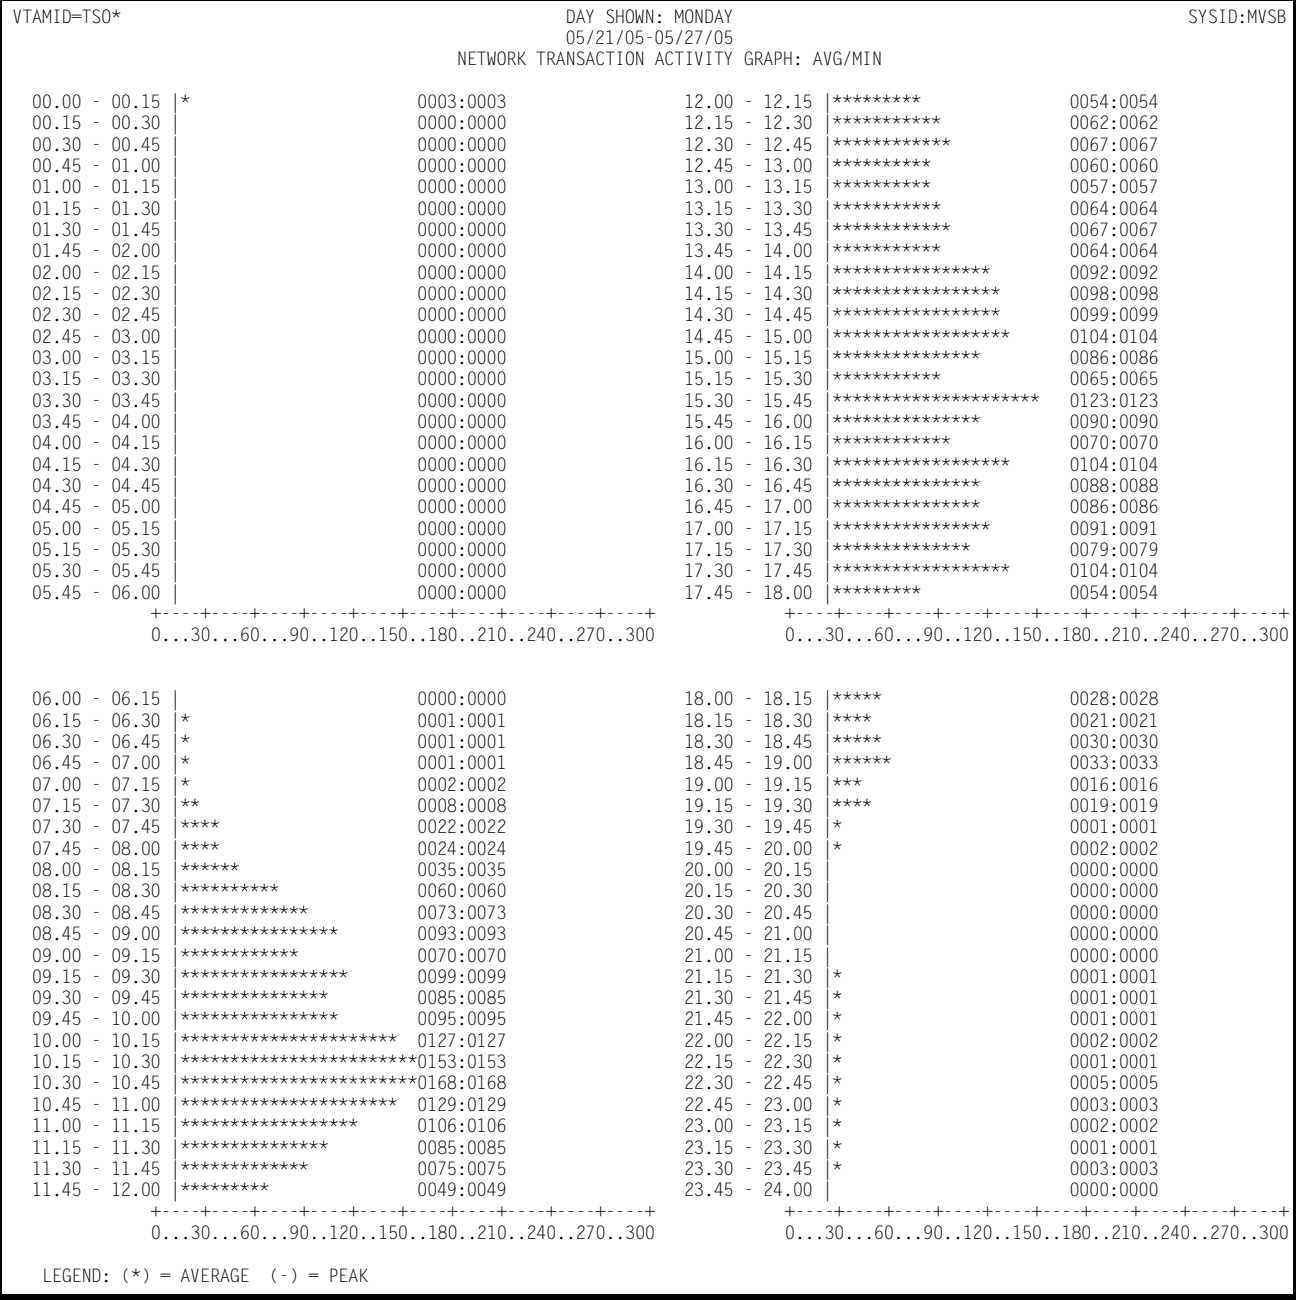 VTAMID=TSO* DAY SHOWN: MONDAY SYSID:MVSB
05/21/05-05/27/05
NETWORK TRANSACTION ACTIVITY GRAPH: AVG/MIN
00.00 - 00.15 |* 0003:0003 12.00 - 12.15 |********* 0054:0054
00.15 - 00.30 | 0000:0000 12.15 - 12.30 |*********** 0062:0062
00.30 - 00.45 | 0000:0000 12.30 - 12.45 |************ 0067:0067
00.45 - 01.00 | 0000:0000 12.45 - 13.00 |********** 0060:0060
01.00 - 01.15 | 0000:0000 13.00 - 13.15 |********** 0057:0057
01.15 - 01.30 | 0000:0000 13.15 - 13.30 |*********** 0064:0064
01.30 - 01.45 | 0000:0000 13.30 - 13.45 |************ 0067:0067
01.45 - 02.00 | 0000:0000 13.45 - 14.00 |*********** 0064:0064
02.00 - 02.15 | 0000:0000 14.00 - 14.15 |**************** 0092:0092
02.15 - 02.30 | 0000:0000 14.15 - 14.30 |***************** 0098:0098
02.30 - 02.45 | 0000:0000 14.30 - 14.45 |***************** 0099:0099
02.45 - 03.00 | 0000:0000 14.45 - 15.00 |****************** 0104:0104
03.00 - 03.15 | 0000:0000 15.00 - 15.15 |*************** 0086:0086
03.15 - 03.30 | 0000:0000 15.15 - 15.30 |*********** 0065:0065
03.30 - 03.45 | 0000:0000 15.30 - 15.45 |********************* 0123:0123
03.45 - 04.00 | 0000:0000 15.45 - 16.00 |*************** 0090:0090
04.00 - 04.15 | 0000:0000 16.00 - 16.15 |************ 0070:0070
04.15 - 04.30 | 0000:0000 16.15 - 16.30 |****************** 0104:0104
04.30 - 04.45 | 0000:0000 16.30 - 16.45 |*************** 0088:0088
04.45 - 05.00 | 0000:0000 16.45 - 17.00 |*************** 0086:0086
05.00 - 05.15 | 0000:0000 17.00 - 17.15 |**************** 0091:0091
05.15 - 05.30 | 0000:0000 17.15 - 17.30 |************** 0079:0079
05.30 - 05.45 | 0000:0000 17.30 - 17.45 |****************** 0104:0104
05.45 - 06.00 | 0000:0000 17.45 - 18.00 |********* 0054:0054
+----+----+----+----+----+----+----+----+----+----+ +----+----+----+----+----+----+----+----+----+----+
0...30...60...90..120..150..180..210..240..270..300 0...30...60...90..120..150..180..210..240..270..300
06.00 - 06.15 | 0000:0000 18.00 - 18.15 |***** 0028:0028
06.15 - 06.30 |* 0001:0001 18.15 - 18.30 |**** 0021:0021
06.30 - 06.45 |* 0001:0001 18.30 - 18.45 |***** 0030:0030
06.45 - 07.00 |* 0001:0001 18.45 - 19.00 |****** 0033:0033
07.00 - 07.15 |* 0002:0002 19.00 - 19.15 |*** 0016:0016
07.15 - 07.30 |** 0008:0008 19.15 - 19.30 |**** 0019:0019
07.30 - 07.45 |**** 0022:0022 19.30 - 19.45 |* 0001:0001
07.45 - 08.00 |**** 0024:0024 19.45 - 20.00 |* 0002:0002
08.00 - 08.15 |****** 0035:0035 20.00 - 20.15 | 0000:0000
08.15 - 08.30 |********** 0060:0060 20.15 - 20.30 | 0000:0000
08.30 - 08.45 |************* 0073:0073 20.30 - 20.45 | 0000:0000
08.45 - 09.00 |**************** 0093:0093 20.45 - 21.00 | 0000:0000
09.00 - 09.15 |************ 0070:0070 21.00 - 21.15 | 0000:0000
09.15 - 09.30 |***************** 0099:0099 21.15 - 21.30 |* 0001:0001
09.30 - 09.45 |*************** 0085:0085 21.30 - 21.45 |* 0001:0001
09.45 - 10.00 |**************** 0095:0095 21.45 - 22.00 |* 0001:0001
10.00 - 10.15 |********************** 0127:0127 22.00 - 22.15 |* 0002:0002
10.15 - 10.30 |************************0153:0153 22.15 - 22.30 |* 0001:0001
10.30 - 10.45 |************************0168:0168 22.30 - 22.45 |* 0005:0005
10.45 - 11.00 |********************** 0129:0129 22.45 - 23.00 |* 0003:0003
11.00 - 11.15 |****************** 0106:0106 23.00 - 23.15 |* 0002:0002
11.15 - 11.30 |*************** 0085:0085 23.15 - 23.30 |* 0001:0001
11.30 - 11.45 |************* 0075:0075 23.30 - 23.45 |* 0003:0003
11.45 - 12.00 |********* 0049:0049 23.45 - 24.00 | 0000:0000
+----+----+----+----+----+----+----+----+----+----+ +----+----+----+----+----+----+----+----+----+----+
0...30...60...90..120..150..180..210..240..270..300 0...30...60...90..120..150..180..210..240..270..300
LEGEND: (*) = AVERAGE (-) = PEAK